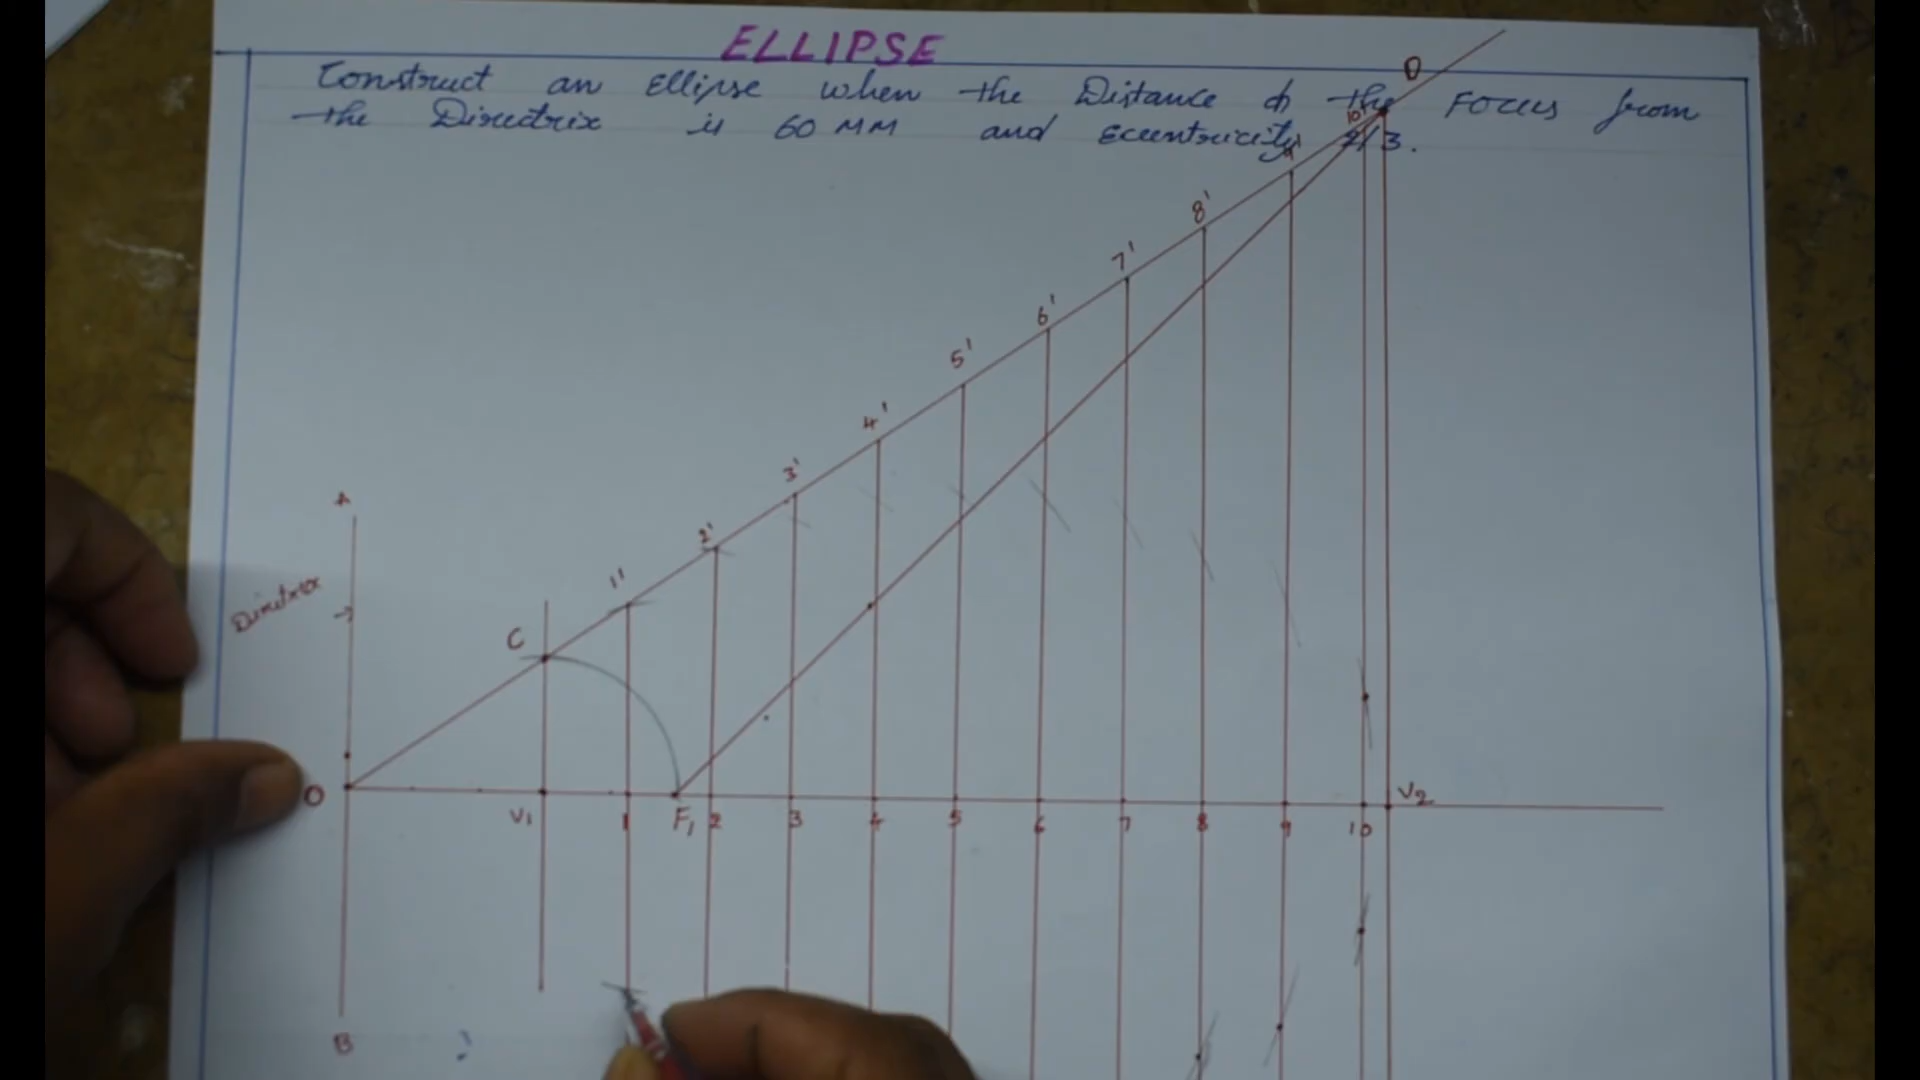 ELLIPSE
Construct an Ellipse when the Distance of the Focus from
the Directrix is 60 MM and eccentricity 2/3.
D
10'
8'
7'
6'
5'
4'
3'
2'
1'
A
Directrix
C
O
V1 1 F1 2 3 4 5 6 7 8 9 10 V2
B